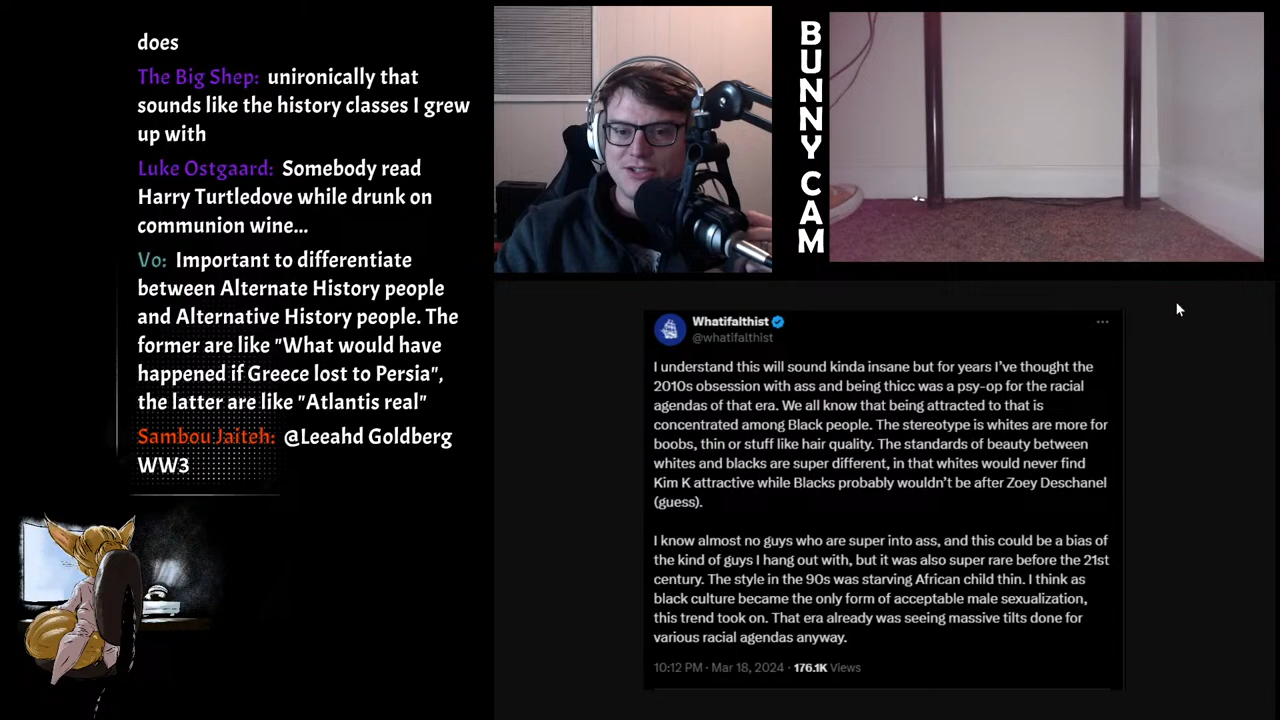 does
The Big Shep: unironically that
sounds like the history classes I grew
up with
Luke Ostgaard: Somebody read
Harry Turtledove while drunk on
communion wine...
Vo: Important to differentiate
between Alternate History people
and Alternative History people. The
former are like "What would have
happened if Greece lost to Persia",
the latter are like "Atlantis real"
Sambou Jaiteh: @Leeahd Goldberg
WW3
BUNNY CAM
Whatifalthist
@whatifalthist
I understand this will sound kinda insane but for years I've thought the
2010s obsession with ass and being thicc was a psy-op for the racial
agendas of that era. We all know that being attracted to that is
concentrated among Black people. The stereotype is whites are more for
boobs, thin or stuff like hair quality. The standards of beauty between
whites and blacks are super different, in that whites would never find
Kim K attractive while Blacks probably wouldn't be after Zoey Deschanel
(guess).
I know almost no guys who are super into ass, and this could be a bias of
the kind of guys I hang out with, but it was also super rare before the 21st
century. The style in the 90s was starving African child thin. I think as
black culture became the only form of acceptable male sexualization,
this trend took on. That era already was seeing massive tilts done for
various racial agendas anyway.
10:12 PM · Mar 18, 2024 · 176.1K Views